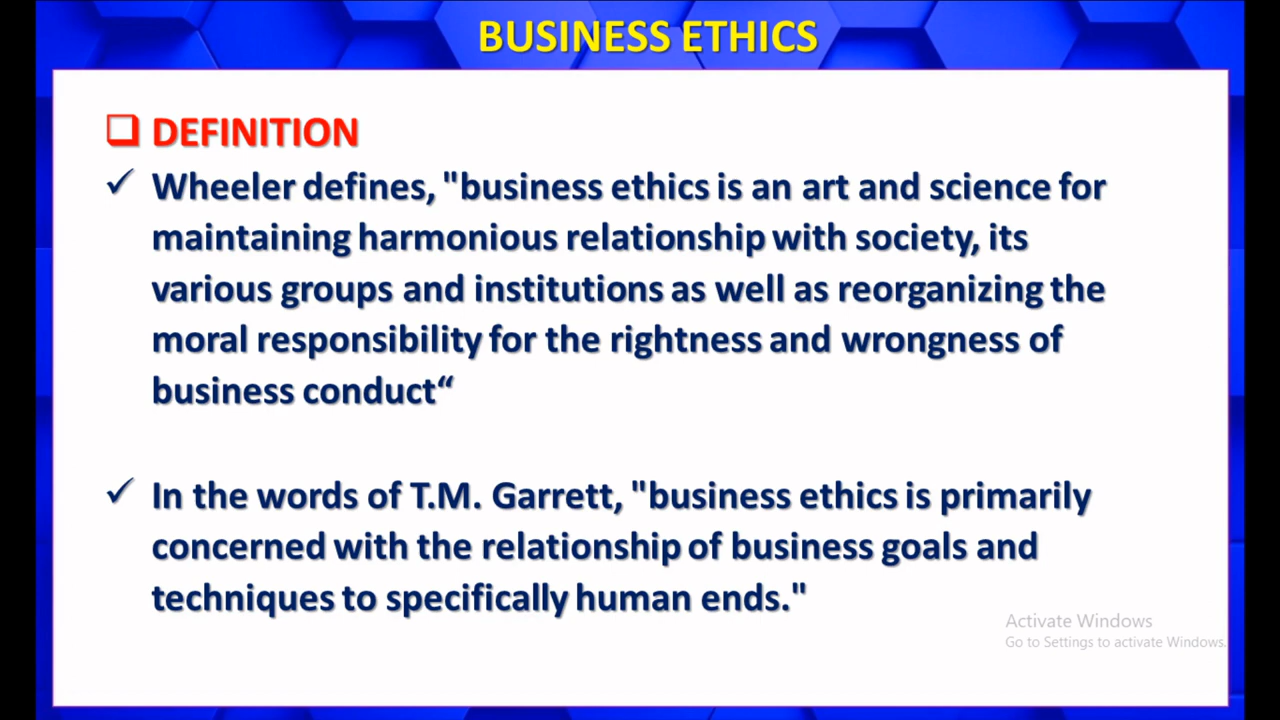 BUSINESS ETHICS
❑ DEFINITION
✓ Wheeler defines, "business ethics is an art and science for
maintaining harmonious relationship with society, its
various groups and institutions as well as reorganizing the
moral responsibility for the rightness and wrongness of
business conduct“
✓ In the words of T.M. Garrett, "business ethics is primarily
concerned with the relationship of business goals and
techniques to specifically human ends."
Activate Windows
Go to Settings to activate Windows.